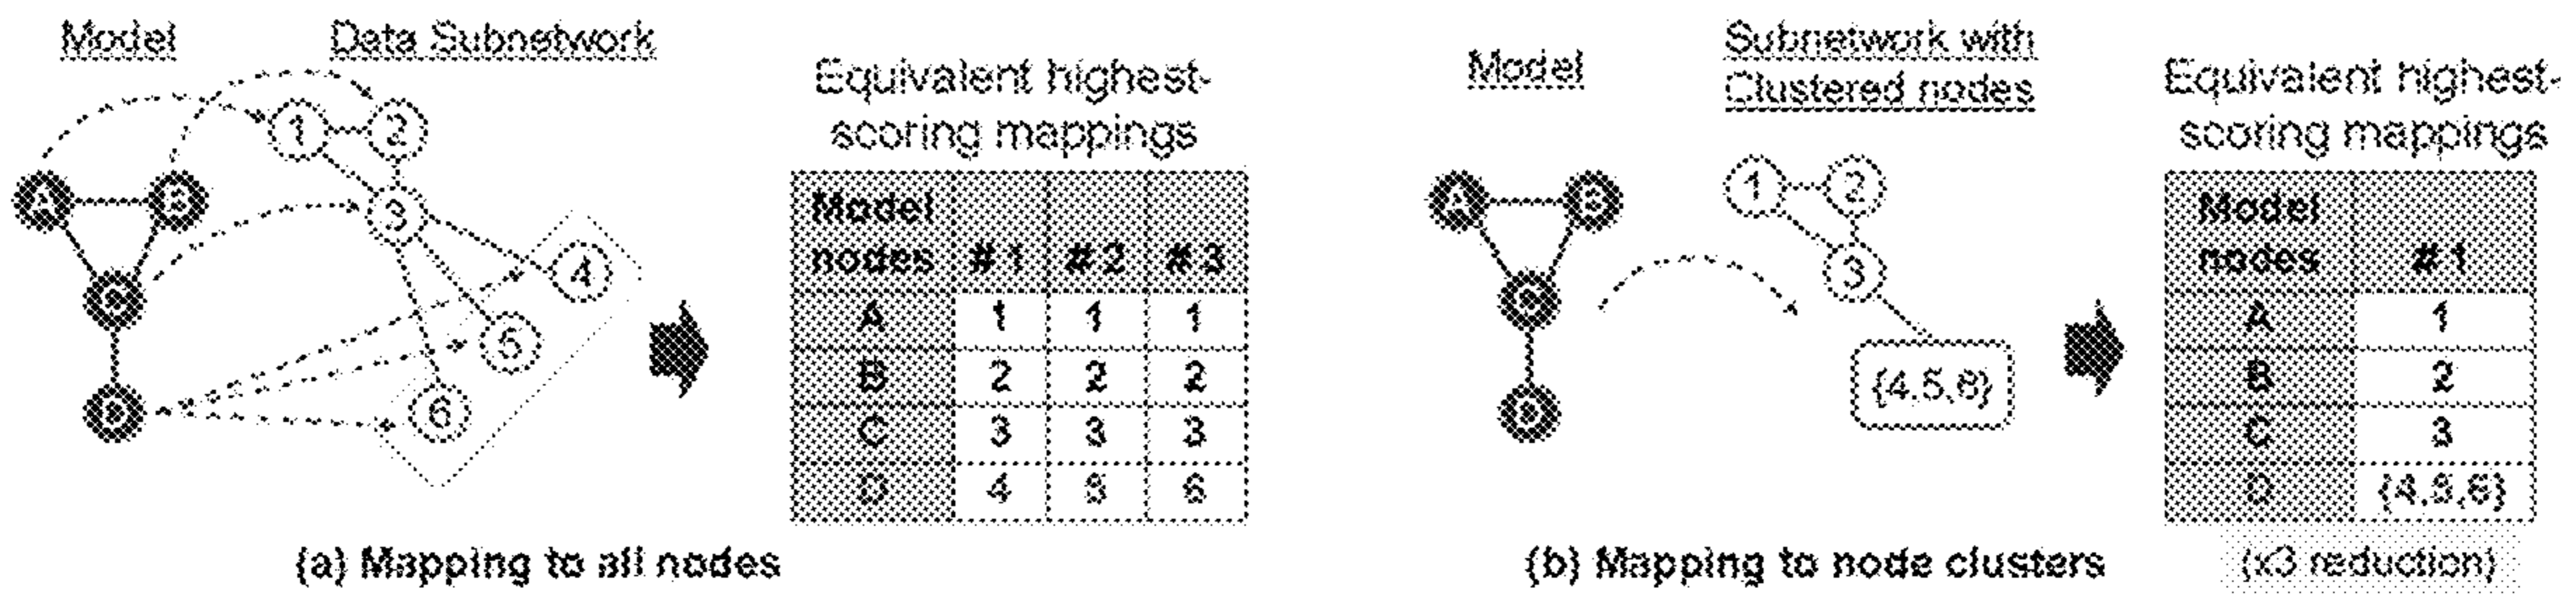 Model Data Subnetwork
Equivalent highest-
scoring mappings
1 2
A B
3
C
4
5
6
D
Model
nodes #1 #2 #3
A 1 1 1
B 2 2 2
C 3 3 3
D 4 5 6
(a) Mapping to all nodes
Model
Subnetwork with
Clustered nodes
Equivalent highest-
scoring mappings
A B
1 2
C
3
D
{4,5,6}
Model
nodes #1
A 1
B 2
C 3
D {4,5,6}
(b) Mapping to node clusters
(x3 reduction)